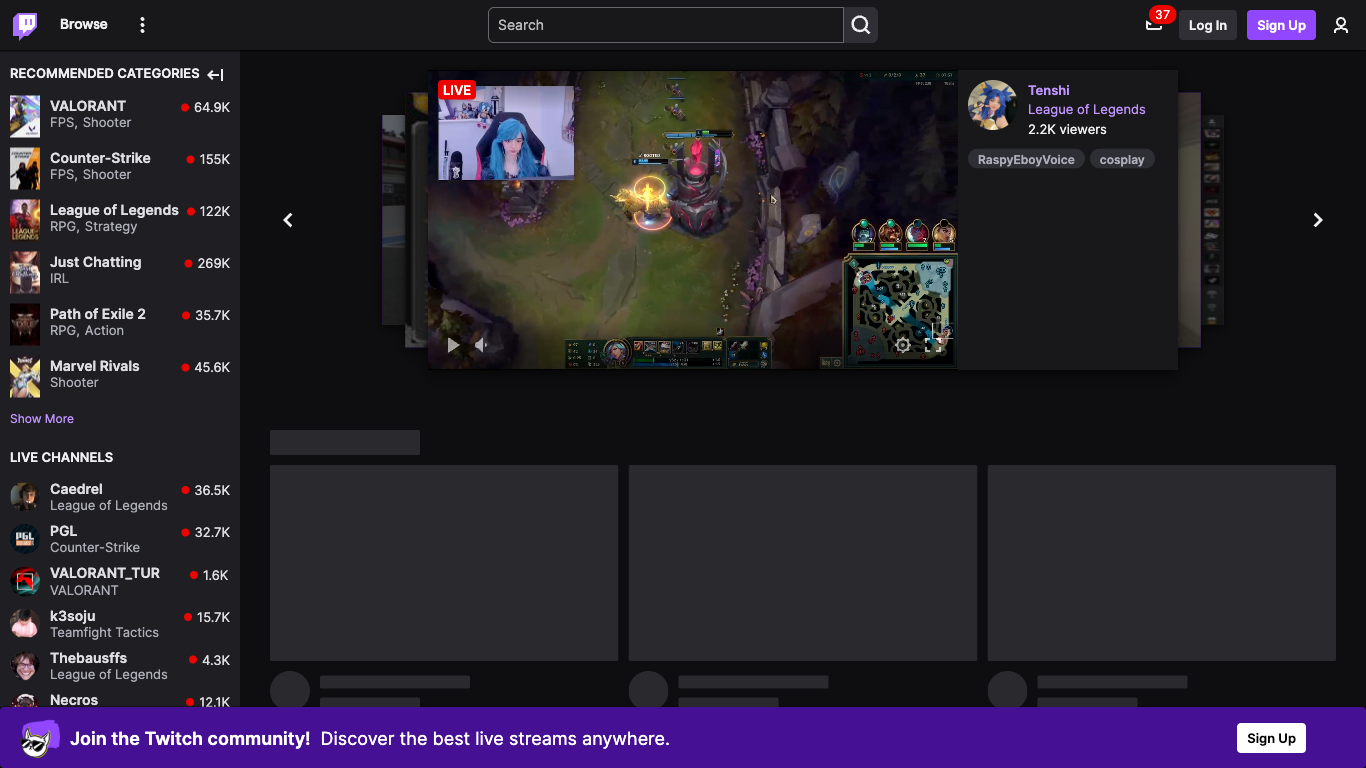 Browse
Search
37
Log In
Sign Up
RECOMMENDED CATEGORIES
VALORANT
64.9K
FPS, Shooter
Counter-Strike
155K
FPS, Shooter
League of Legends
122K
RPG, Strategy
Just Chatting
269K
IRL
Path of Exile 2
35.7K
RPG, Action
Marvel Rivals
45.6K
Shooter
Show More
LIVE CHANNELS
Caedrel
36.5K
League of Legends
PGL
32.7K
Counter-Strike
VALORANT_TUR
1.6K
VALORANT
k3soju
15.7K
Teamfight Tactics
Thebausffs
4.3K
League of Legends
Necros
12.1K
LIVE
Tenshi
League of Legends
2.2K viewers
RaspyEboyVoice
cosplay
Join the Twitch community! Discover the best live streams anywhere.
Sign Up